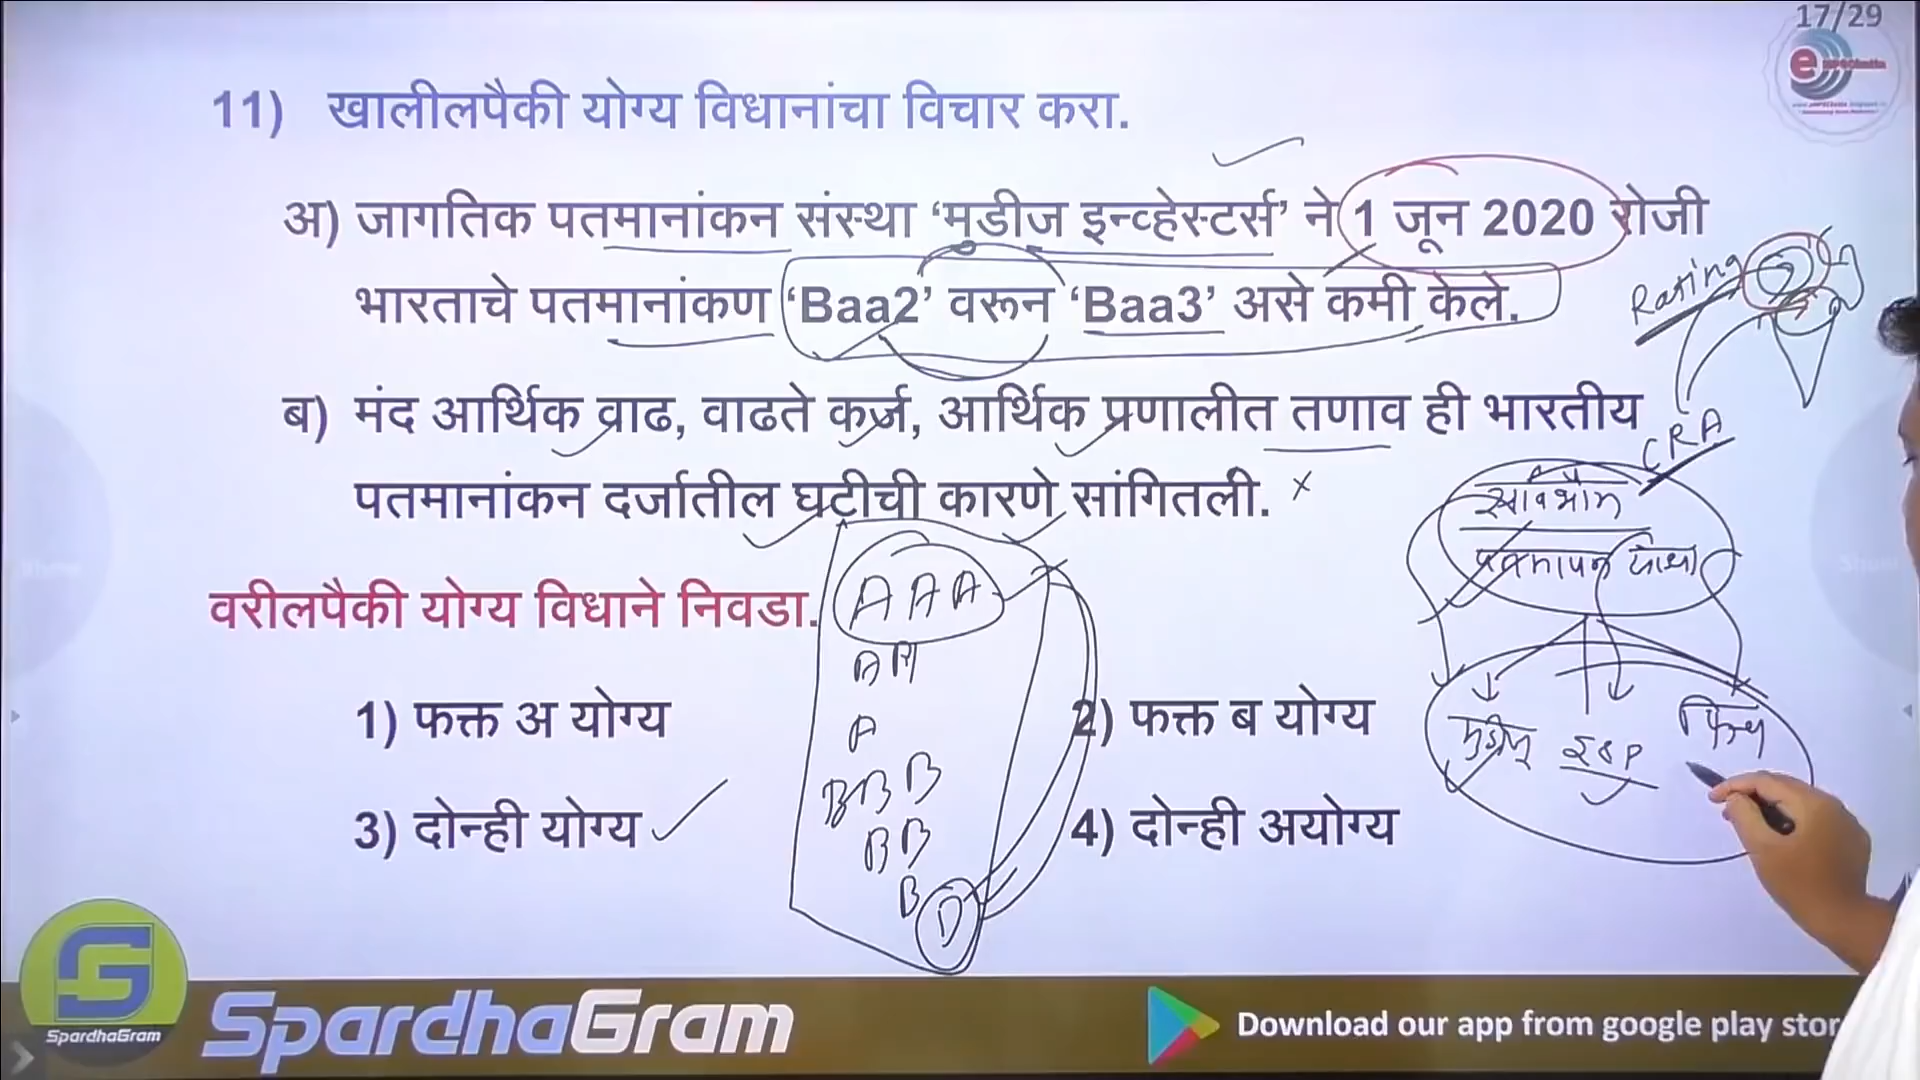 17/29
11) खालीलपैकी योग्य विधानांचा विचार करा.
अ) जागतिक पतमानांकन संस्था ‘मूडीज इन्व्हेस्टर्स’ ने 1 जून 2020 रोजी
भारताचे पतमानांकण ‘Baa2’ वरून ‘Baa3’ असे कमी केले.
Rating
ब) मंद आर्थिक वाढ, वाढते कर्ज, आर्थिक प्रणालीत तणाव ही भारतीय
CRA
पतमानांकन दर्जातील घटीची कारणे सांगितली. x
वरीलपैकी योग्य विधाने निवडा.
AAA
AA
A
BBB
BB
B
D
1) फक्त अ योग्य
2) फक्त ब योग्य
3) दोन्ही योग्य
4) दोन्ही अयोग्य
SpardhaGram
SpardhaGram
Download our app from google play stor